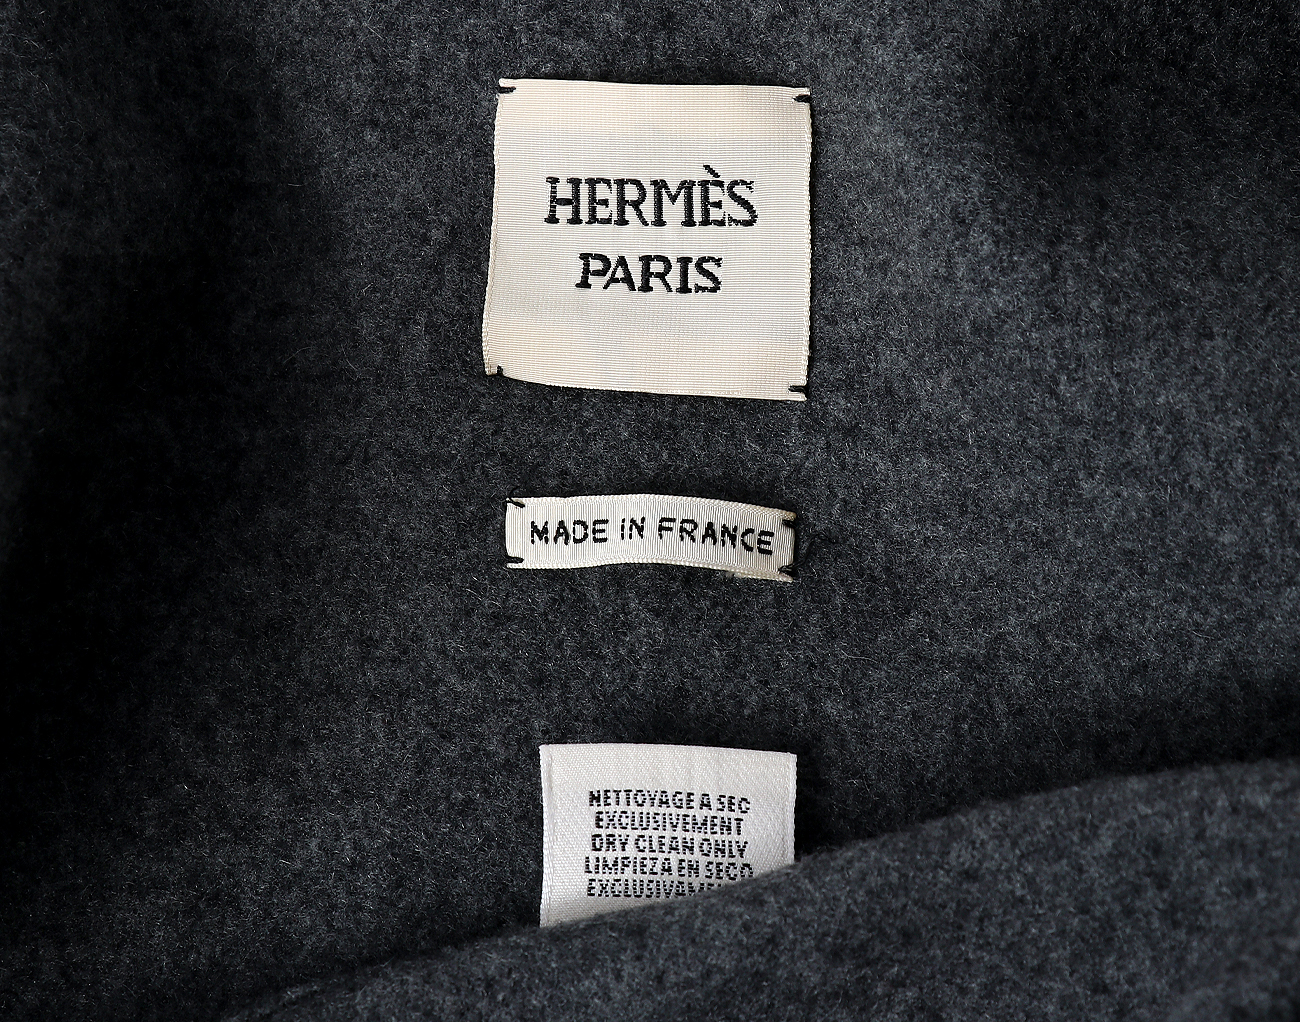 HERMÈS
PARIS
MADE IN FRANCE
NETTOYAGE A SEC
EXCLUSIVEMENT
DRY CLEAN ONLY
LIMPIEZA EN SECO